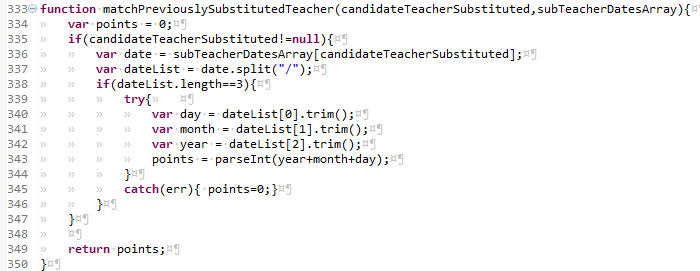 333 function matchPreviouslySubstitutedTeacher(candidateTeacherSubstituted,subTeacherDatesArray){
334 var points = 0;
335 if(candidateTeacherSubstituted!=null){
336 var date = subTeacherDatesArray[candidateTeacherSubstituted];
337 var dateList = date.split("/");
338 if(dateList.length==3){
339 try{
340 var day = dateList[0].trim();
341 var month = dateList[1].trim();
342 var year = dateList[2].trim();
343 points = parseInt(year+month+day);
344 }
345 catch(err){ points=0;}
346 }
347 }
348
349 return points;
350 }